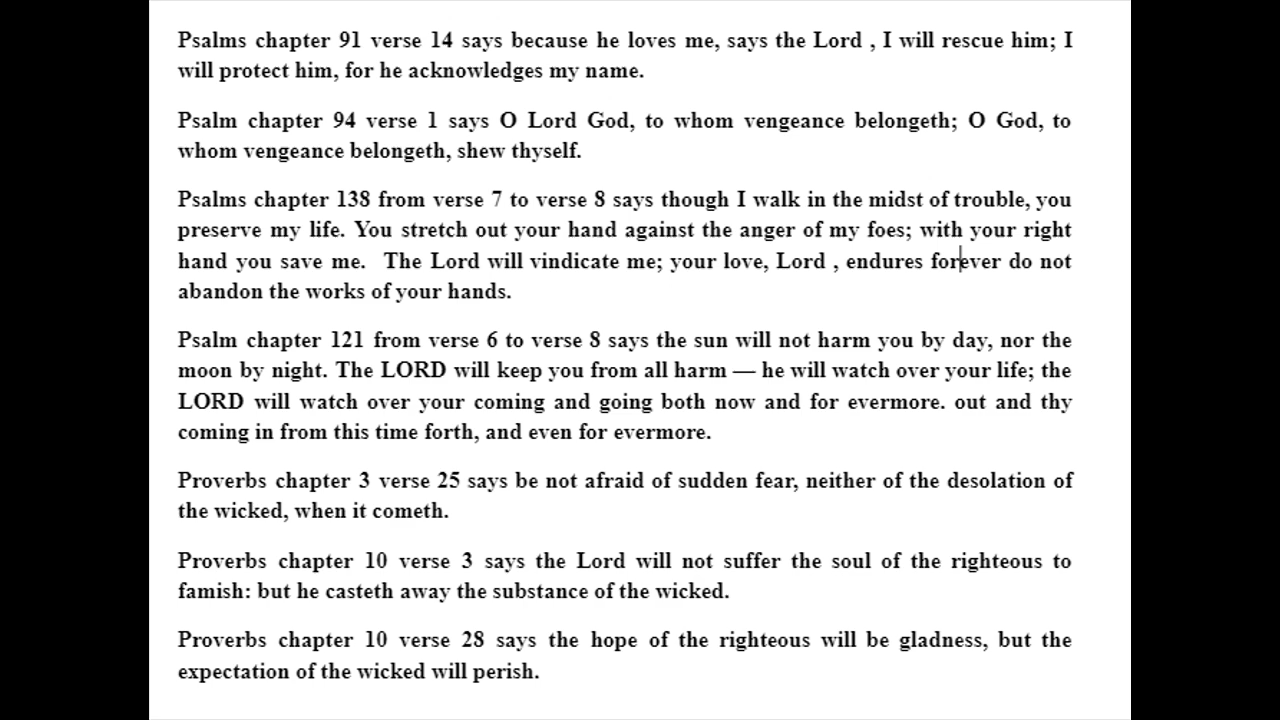 Psalms chapter 91 verse 14 says because he loves me, says the Lord , I will rescue him; I
will protect him, for he acknowledges my name.
Psalm chapter 94 verse 1 says O Lord God, to whom vengeance belongeth; O God, to
whom vengeance belongeth, shew thyself.
Psalms chapter 138 from verse 7 to verse 8 says though I walk in the midst of trouble, you
preserve my life. You stretch out your hand against the anger of my foes; with your right
hand you save me. The Lord will vindicate me; your love, Lord , endures forever do not
abandon the works of your hands.
Psalm chapter 121 from verse 6 to verse 8 says the sun will not harm you by day, nor the
moon by night. The LORD will keep you from all harm — he will watch over your life; the
LORD will watch over your coming and going both now and for evermore. out and thy
coming in from this time forth, and even for evermore.
Proverbs chapter 3 verse 25 says be not afraid of sudden fear, neither of the desolation of
the wicked, when it cometh.
Proverbs chapter 10 verse 3 says the Lord will not suffer the soul of the righteous to
famish: but he casteth away the substance of the wicked.
Proverbs chapter 10 verse 28 says the hope of the righteous will be gladness, but the
expectation of the wicked will perish.